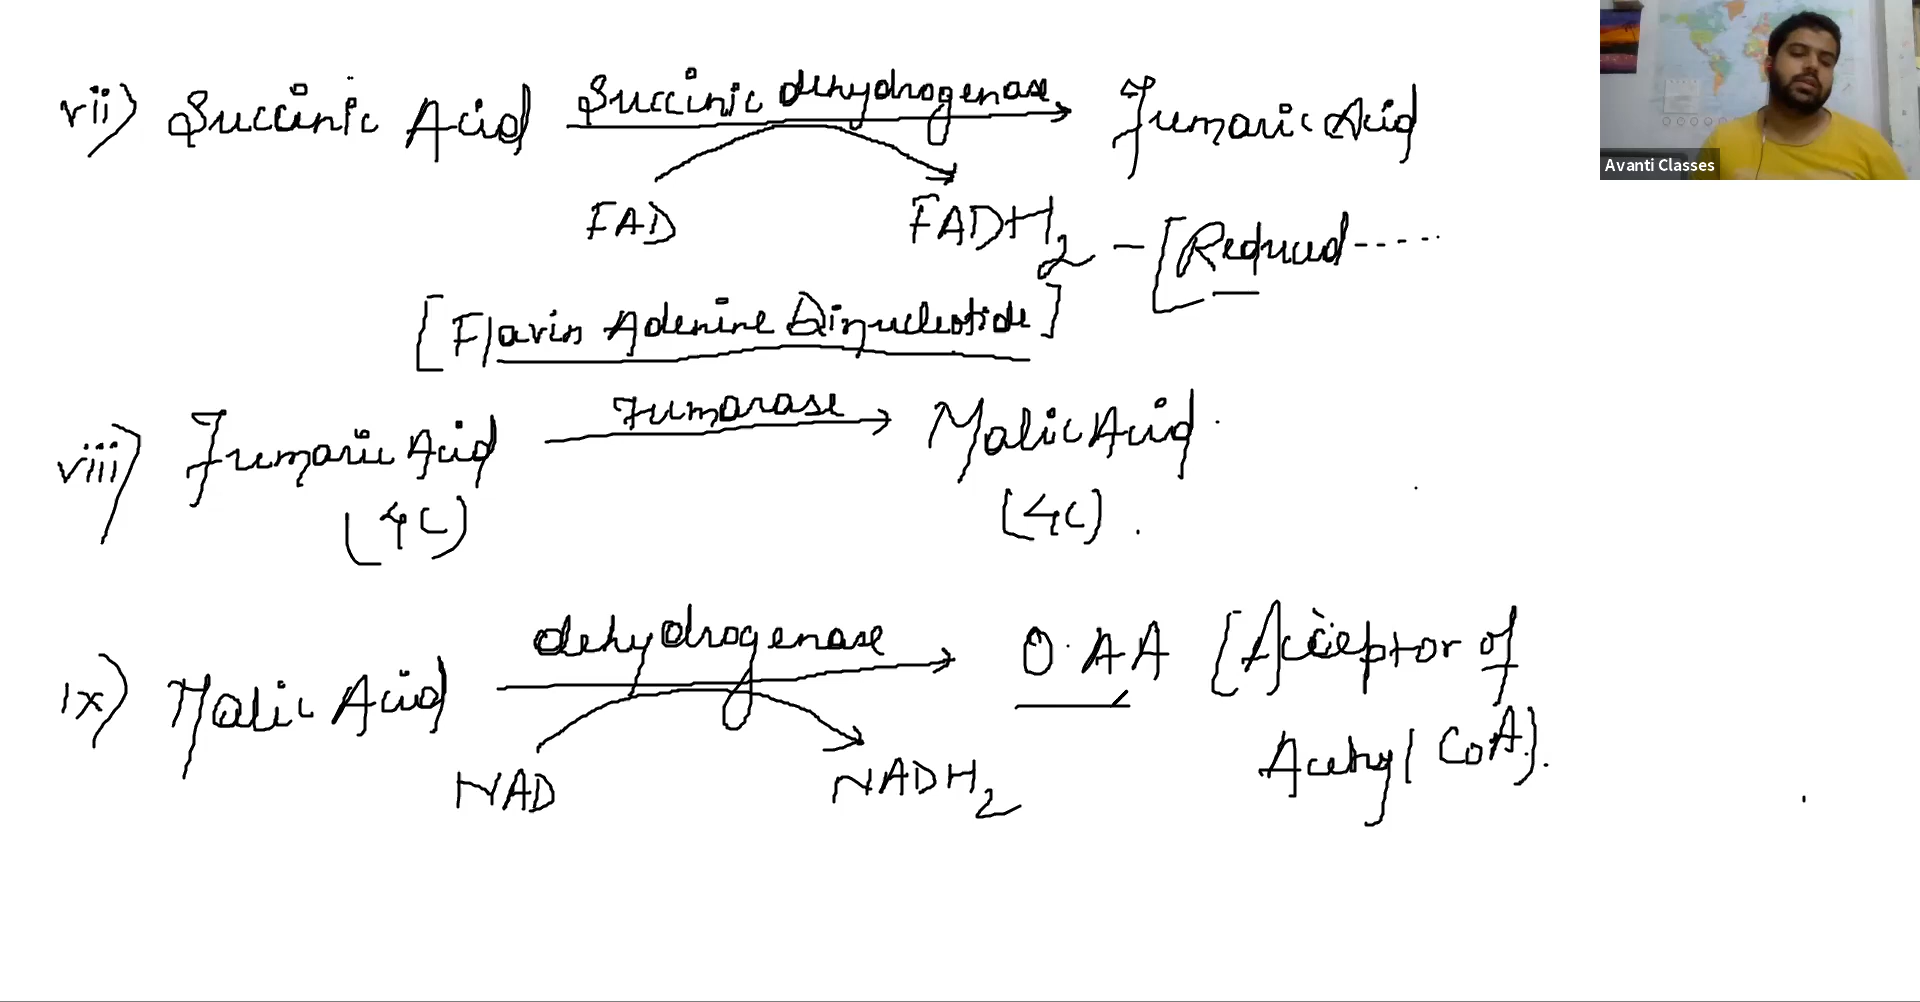 vii) Succinic Acid Succinic dehydrogenase Fumaric Acid
Avanti Classes
FAD FADH2 - [Reduced-----
[Flavin Adenine Dinucleotide]
viii) Fumaric Acid Fumarase Malic Acid.
(4C) (4C).
ix) Malic Acid dehydrogenase O.AA [Acceptor of
NAD NADH2 Acetyl CoA].